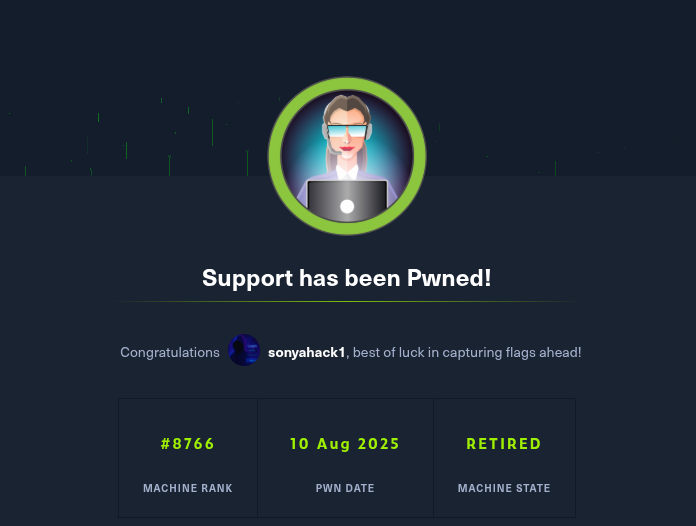 Support has been Pwned!
Congratulations sonyahack1, best of luck in capturing flags ahead!
#8766 10 Aug 2025 RETIRED
MACHINE RANK PWN DATE MACHINE STATE